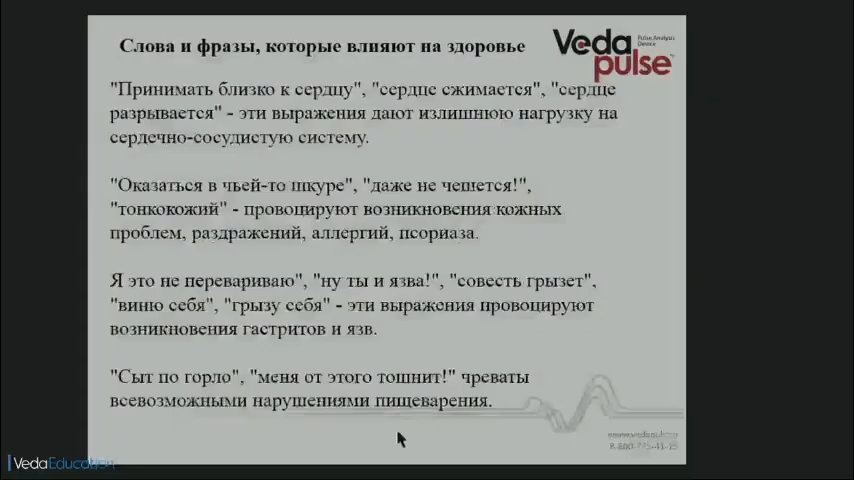 Слова и фразы, которые влияют на здоровье
Veda
pulse
Pulse Analysis
Device
"Принимать близко к сердцу", "сердце сжимается", "сердце
разрывается" - эти выражения дают излишнюю нагрузку на
сердечно-сосудистую систему.
"Оказаться в чьей-то шкуре", "даже не чешется!",
"тонкокожий" - провоцируют возникновения кожных
проблем, раздражений, аллергий, псориаза.
Я это не перевариваю", "ну ты и язва!", "совесть грызет",
"виню себя", "грызу себя" - эти выражения провоцируют
возникновения гастритов и язв.
"Сыт по горло", "меня от этого тошнит!" чреваты
всевозможными нарушениями пищеварения.
VedaEducation